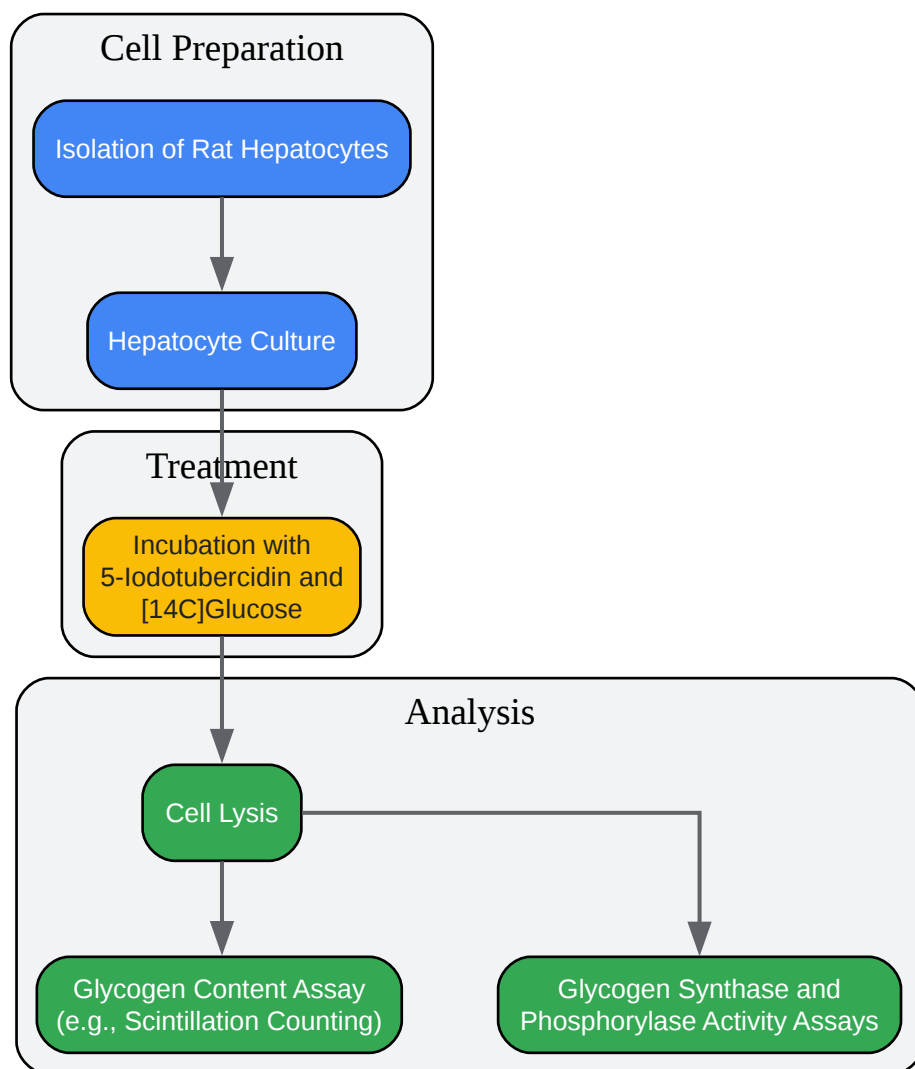 Cell Preparation
Isolation of Rat Hepatocytes
Hepatocyte Culture
Treatment
Incubation with
5-Iodotubercidin and
[14C]Glucose
Analysis
Cell Lysis
Glycogen Content Assay
(e.g., Scintillation Counting)
Glycogen Synthase and
Phosphorylase Activity Assays